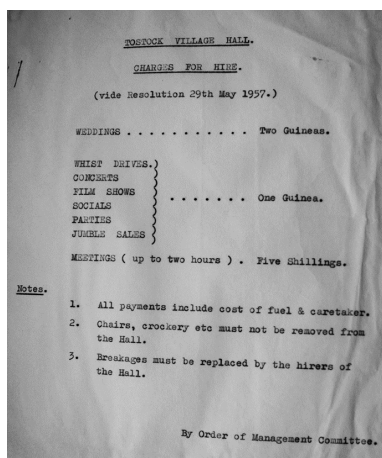 TOSTOCK VILLAGE HALL.
CHARGES FOR HIRE.
(vide Resolution 29th May 1957.)
WEDDINGS . . . . . . . . . . . Two Guineas.
WHIST DRIVES.)
CONCERTS
FILM SHOWS
SOCIALS . . . . . . . One Guinea.
PARTIES
JUMBLE SALES
MEETINGS ( up to two hours ) . Five Shillings.
Notes.
1. All payments include cost of fuel & caretaker.
2. Chairs, crockery etc must not be removed from
the Hall.
3. Breakages must be replaced by the hirers of
the Hall.
By Order of Management Committee.